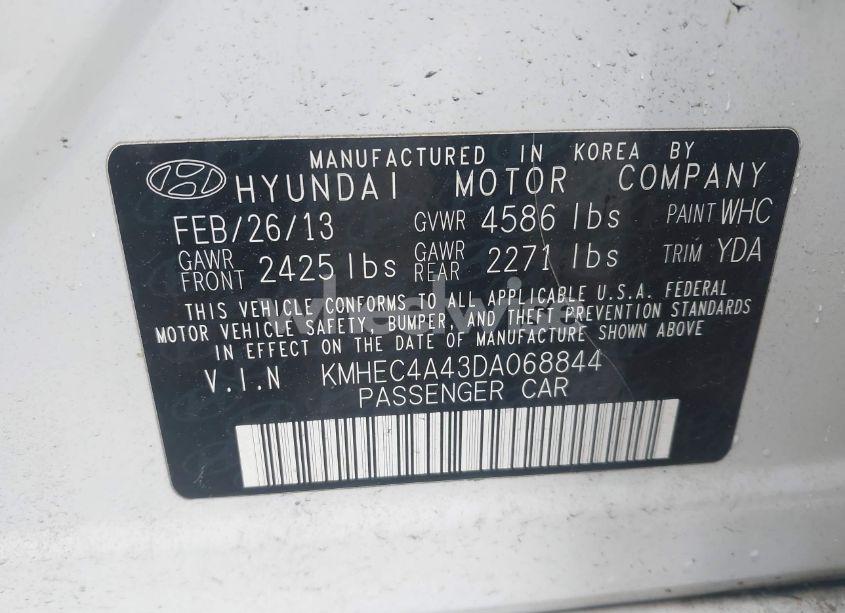 MANUFACTURED IN KOREA BY
HYUNDAI MOTOR COMPANY
FEB/26/13 GVWR 4586 lbs PAINT WHC
GAWR FRONT 2425 lbs GAWR REAR 2271 lbs TRIM YDA
THIS VEHICLE CONFORMS TO ALL APPLICABLE U.S.A. FEDERAL
MOTOR VEHICLE SAFETY, BUMPER, AND THEFT PREVENTION STANDARDS
IN EFFECT ON THE DATE OF MANUFACTURE SHOWN ABOVE
V.I.N KMHEC4A43DA068844
PASSENGER CAR